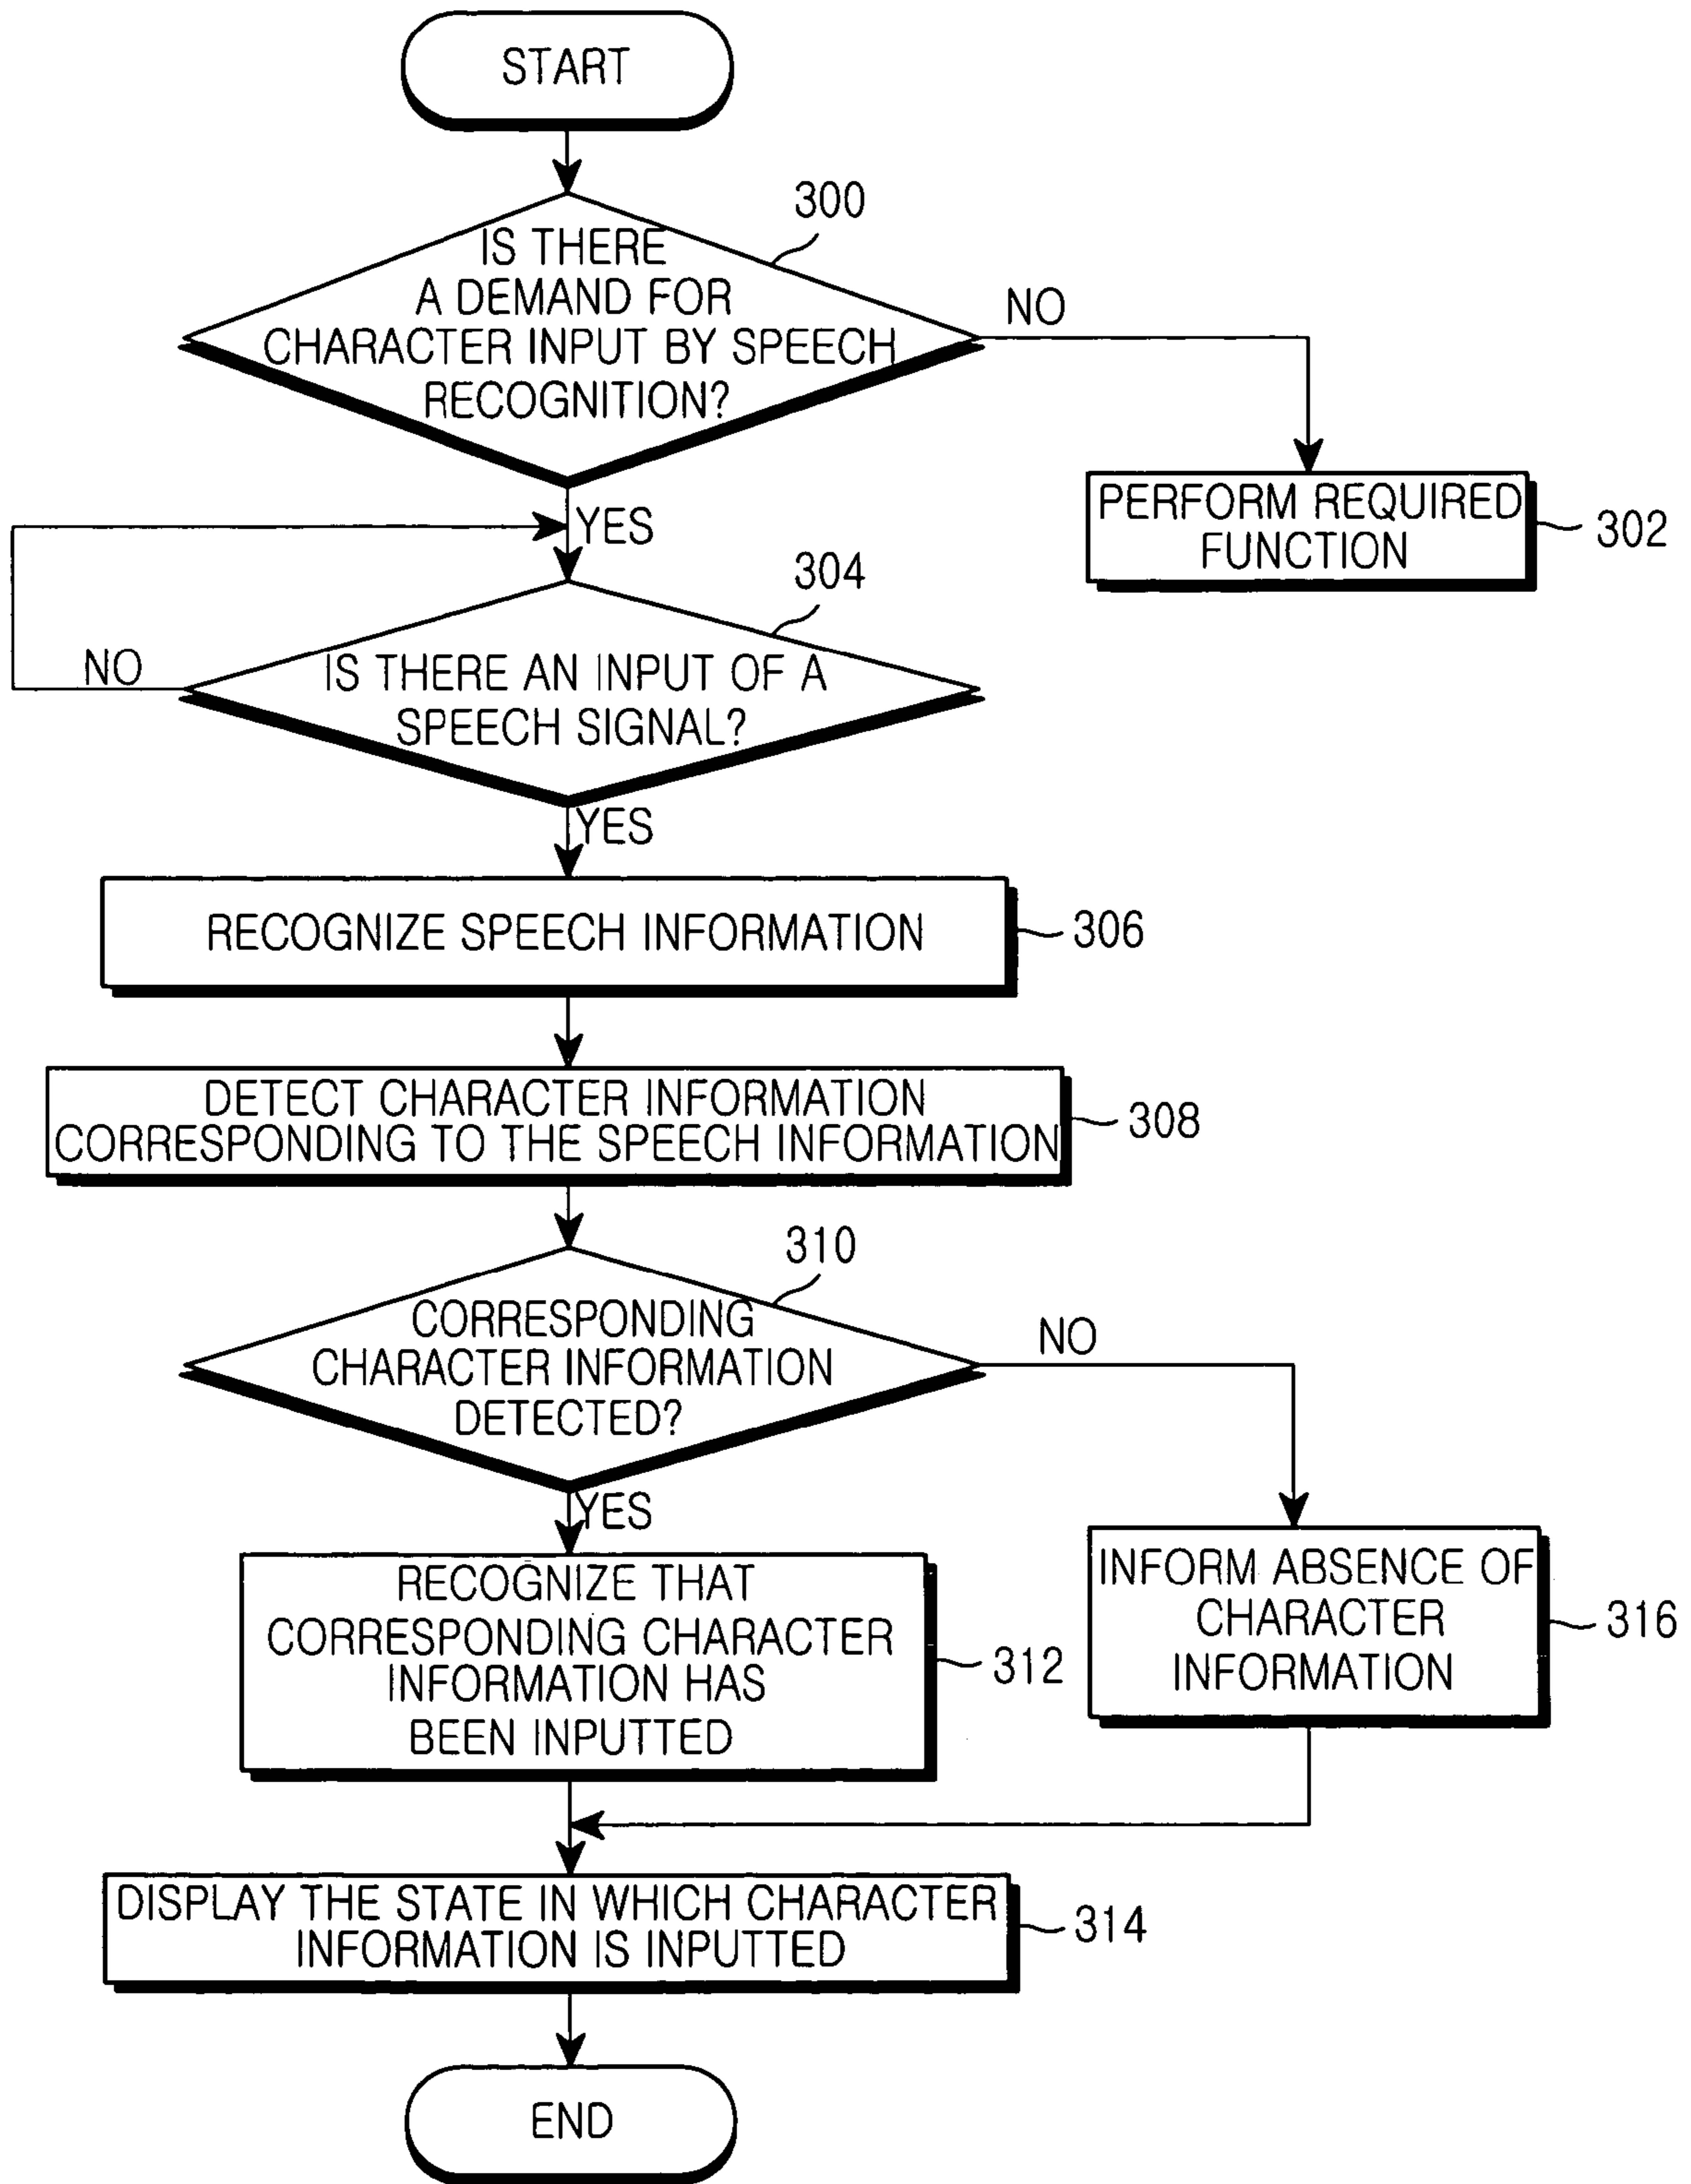 START
300
IS THERE
A DEMAND FOR
CHARACTER INPUT BY SPEECH
RECOGNITION?
NO
PERFORM REQUIRED
FUNCTION
302
YES
304
NO
IS THERE AN INPUT OF A
SPEECH SIGNAL?
YES
RECOGNIZE SPEECH INFORMATION
306
DETECT CHARACTER INFORMATION
CORRESPONDING TO THE SPEECH INFORMATION
308
310
CORRESPONDING
CHARACTER INFORMATION
DETECTED?
NO
YES
RECOGNIZE THAT
CORRESPONDING CHARACTER
INFORMATION HAS
BEEN INPUTTED
312
INFORM ABSENCE OF
CHARACTER
INFORMATION
316
DISPLAY THE STATE IN WHICH CHARACTER
INFORMATION IS INPUTTED
314
END